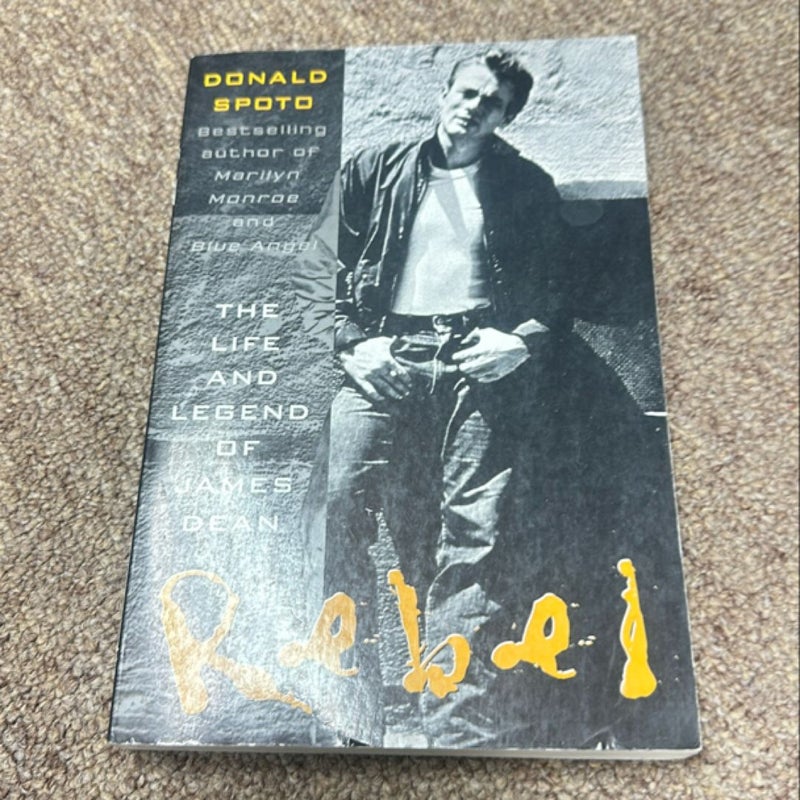 DONALD
SPOTO
Bestselling
author of
Marilyn
Monroe
and
Blue Angel
THE
LIFE
AND
LEGEND
OF
JAMES
DEAN
Rebel